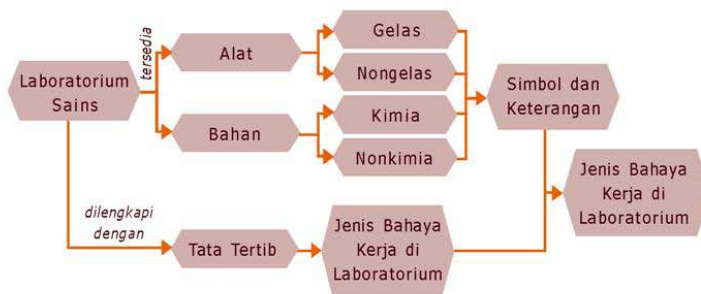 Laboratorium
Sains
tersedia
Alat
Bahan
Gelas
Nongelas
Kimia
Nonkimia
Simbol dan
Keterangan
dilengkapi
dengan
Tata Tertib
Jenis Bahaya
Kerja di
Laboratorium
Jenis Bahaya
Kerja di
Laboratorium